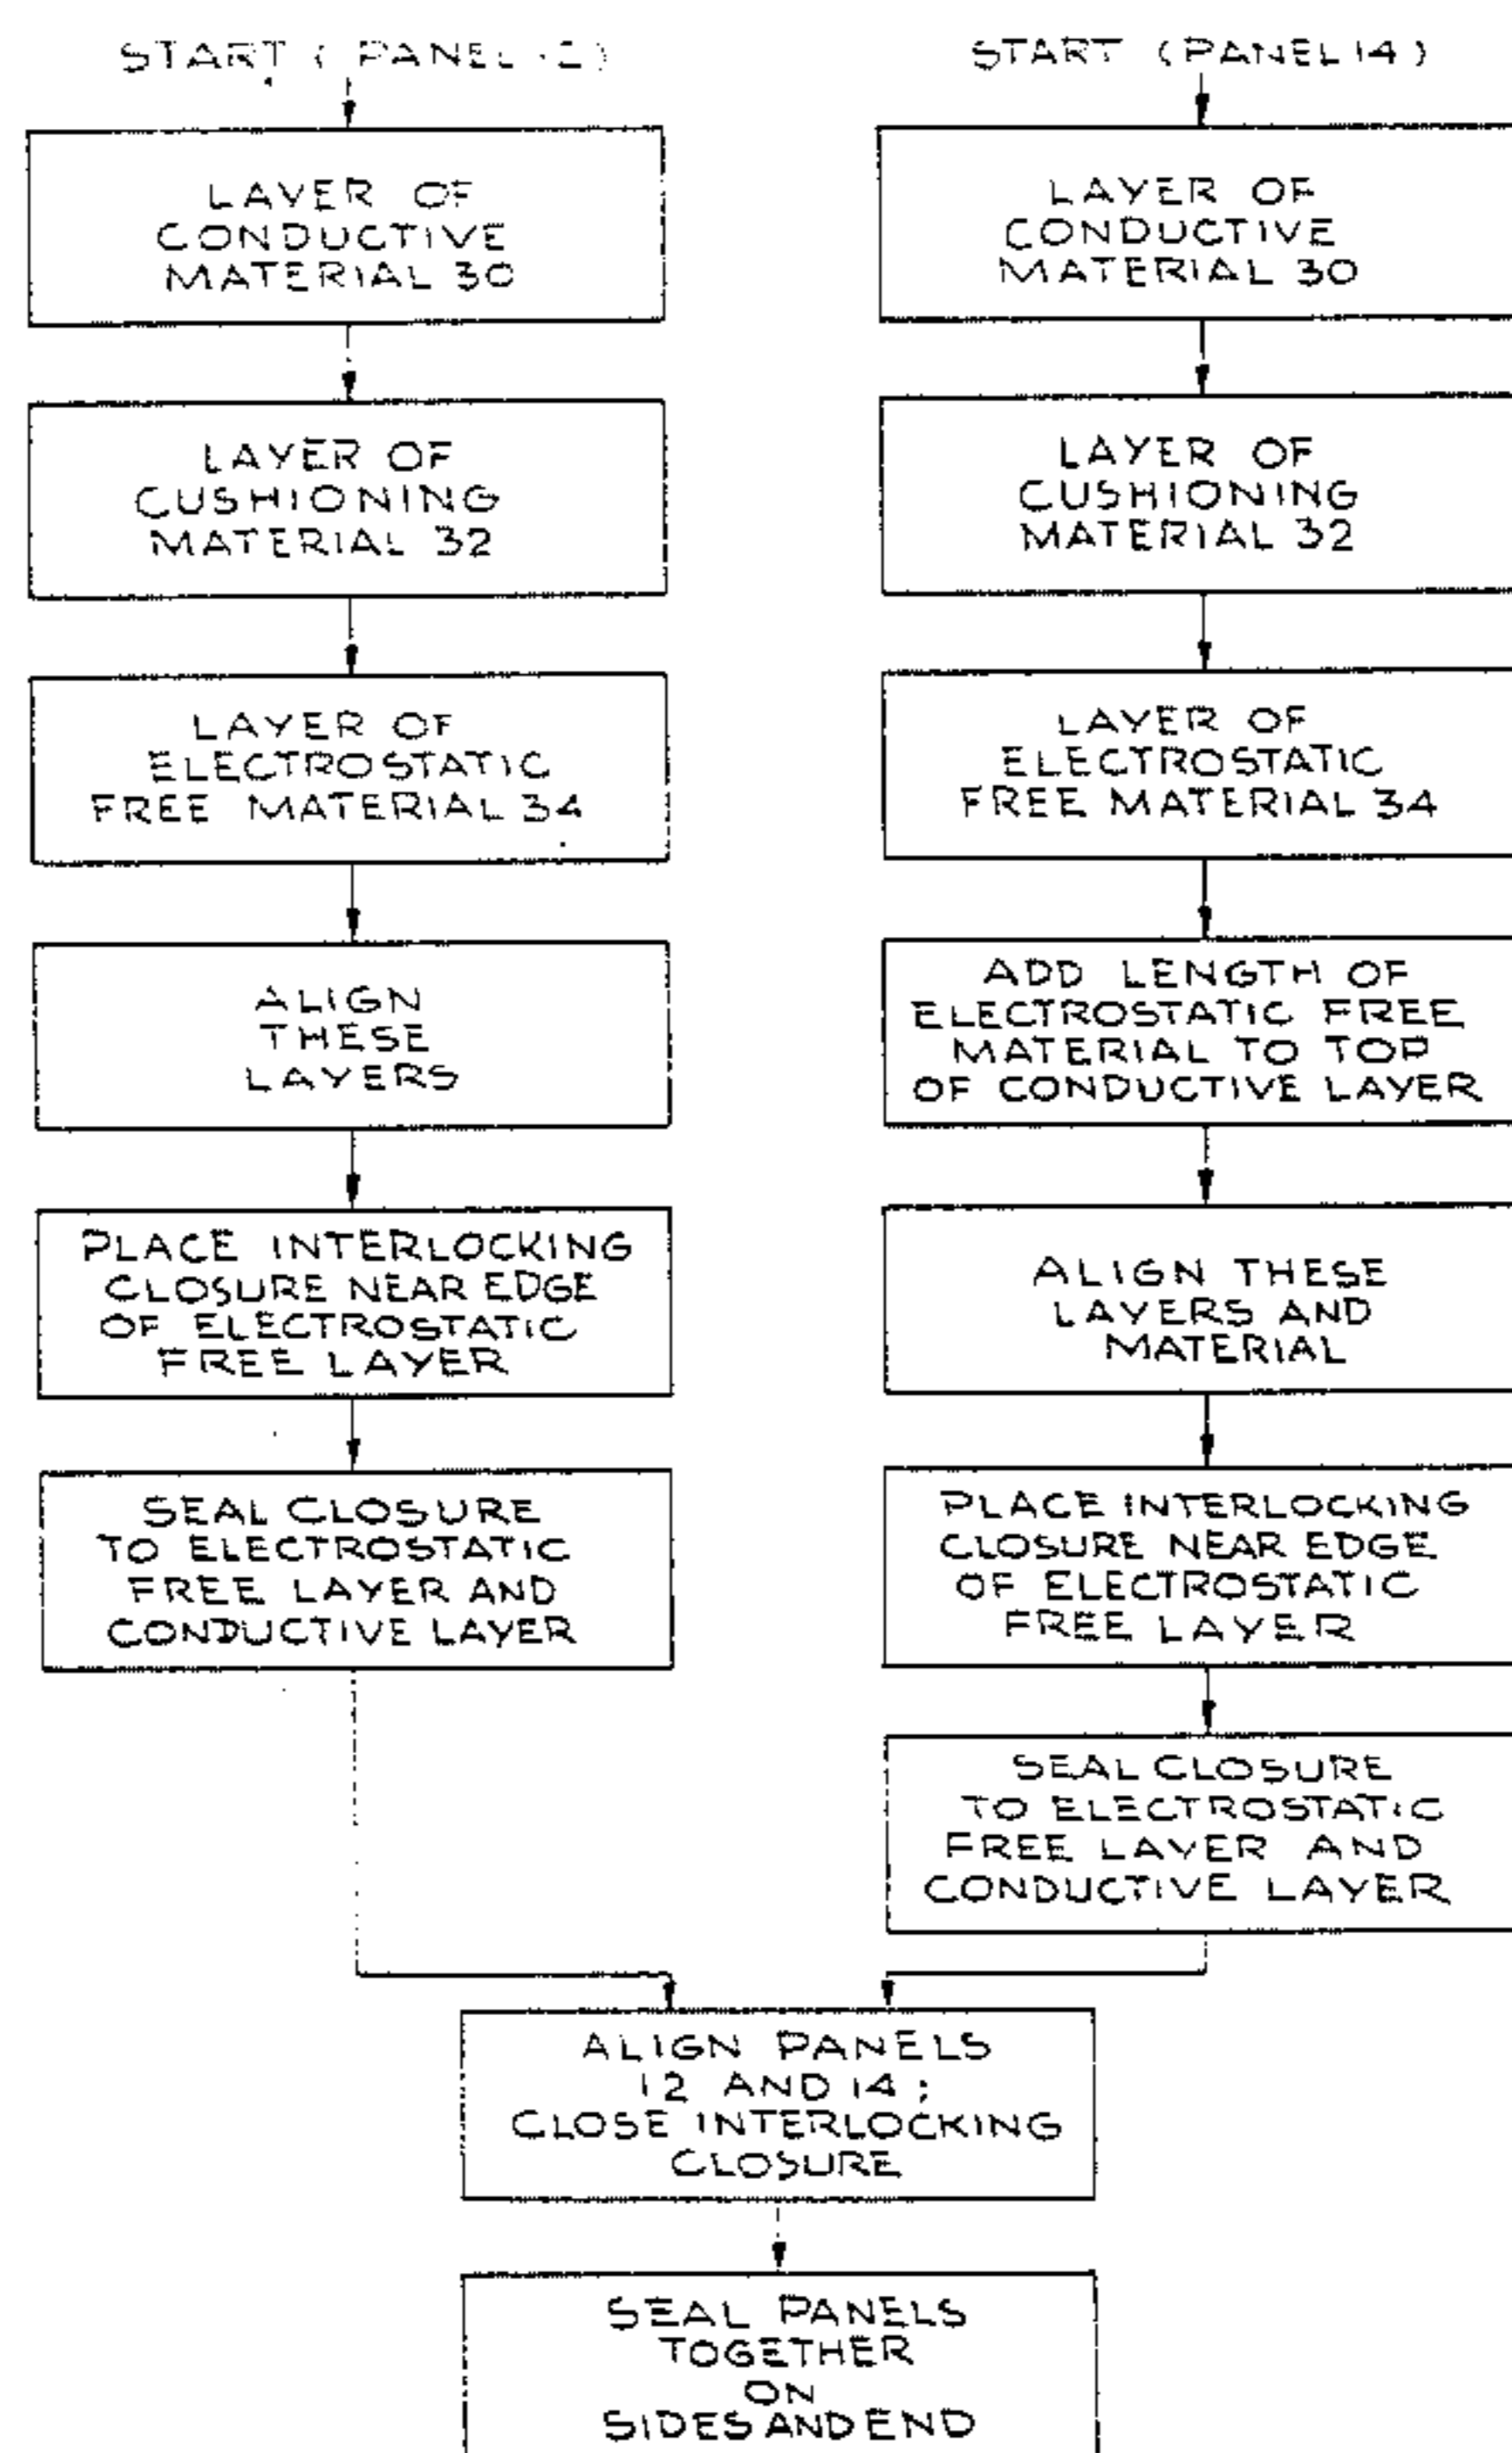 START (PANEL
LAYER OF
CONDUCTIVE
MATERIAL 30
LAYER OF
CUSHIONING
MATERIAL 32
LAYER OF
ELECTROSTATIC
FREE MATERIAL 34
ALIGN
THESE
LAYERS
PLACE INTERLOCKING
CLOSURE NEAR EDGE
OF ELECTROSTATIC
FREE LAYER
SEAL CLOSURE
TO ELECTROSTATIC
FREE LAYER AND
CONDUCTIVE LAYER
START (PANEL 14)
LAYER OF
CONDUCTIVE
MATERIAL 30
LAYER OF
CUSHIONING
MATERIAL 32
LAYER OF
ELECTROSTATIC
FREE MATERIAL 34
ADD LENGTH OF
ELECTROSTATIC FREE
MATERIAL TO TOP
OF CONDUCTIVE LAYER
ALIGN THESE
LAYERS AND
MATERIAL
PLACE INTERLOCKING
CLOSURE NEAR EDGE
OF ELECTROSTATIC
FREE LAYER
SEAL CLOSURE
TO ELECTROSTATIC
FREE LAYER AND
CONDUCTIVE LAYER
ALIGN PANELS
12 AND 14;
CLOSE INTERLOCKING
CLOSURE
SEAL PANELS
TOGETHER
ON
SIDES AND END